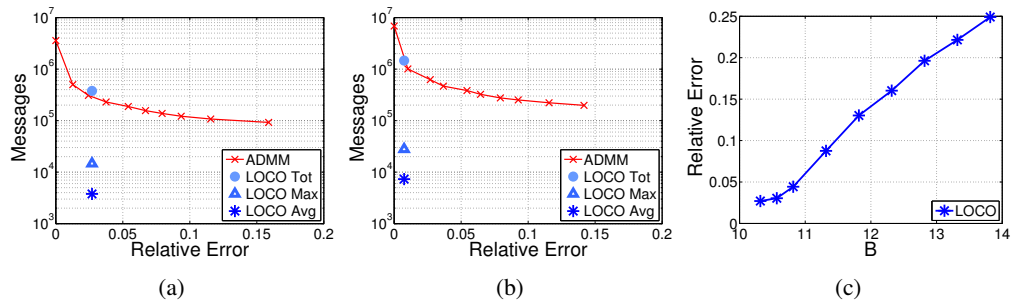 10^7
10^6
10^5
10^4
10^3
Messages
0
0.05
0.1
0.15
0.2
Relative Error
ADMM
LOCO Tot
LOCO Max
LOCO Avg
(a)
10^7
10^6
10^5
10^4
10^3
Messages
0
0.05
0.1
0.15
0.2
Relative Error
ADMM
LOCO Tot
LOCO Max
LOCO Avg
(b)
0.25
0.2
0.15
0.1
0.05
0
Relative Error
10
11
12
13
14
B
LOCO
(c)